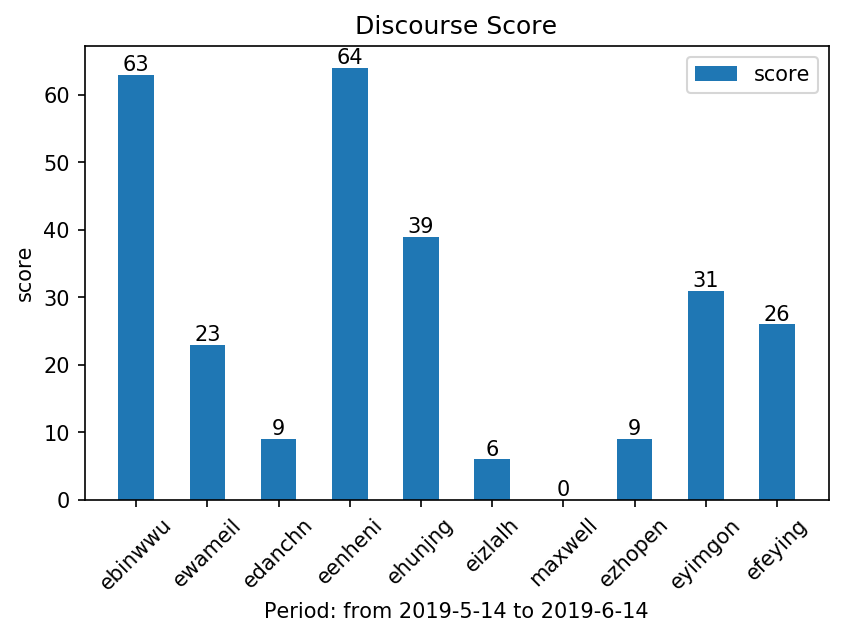 Discourse Score
score
63
23
9
64
39
6
0
9
31
26
score
60
50
40
30
20
10
0
ebinwwu
ewameil
edanchn
eenheni
ehunjng
eizlalh
maxwell
ezhopen
eyimgon
efeying
Period: from 2019-5-14 to 2019-6-14